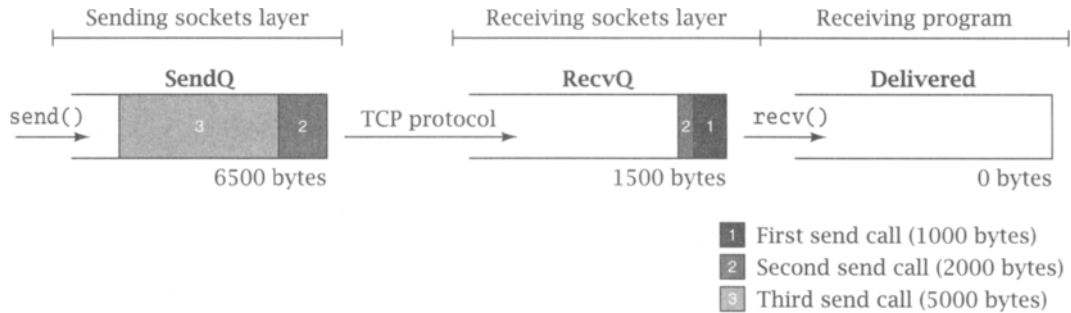 Sending sockets layer Receiving sockets layer Receiving program
SendQ RecvQ Delivered
send() 3 2 TCP protocol 2 1 recv()
6500 bytes 1500 bytes 0 bytes
1 First send call (1000 bytes)
2 Second send call (2000 bytes)
3 Third send call (5000 bytes)